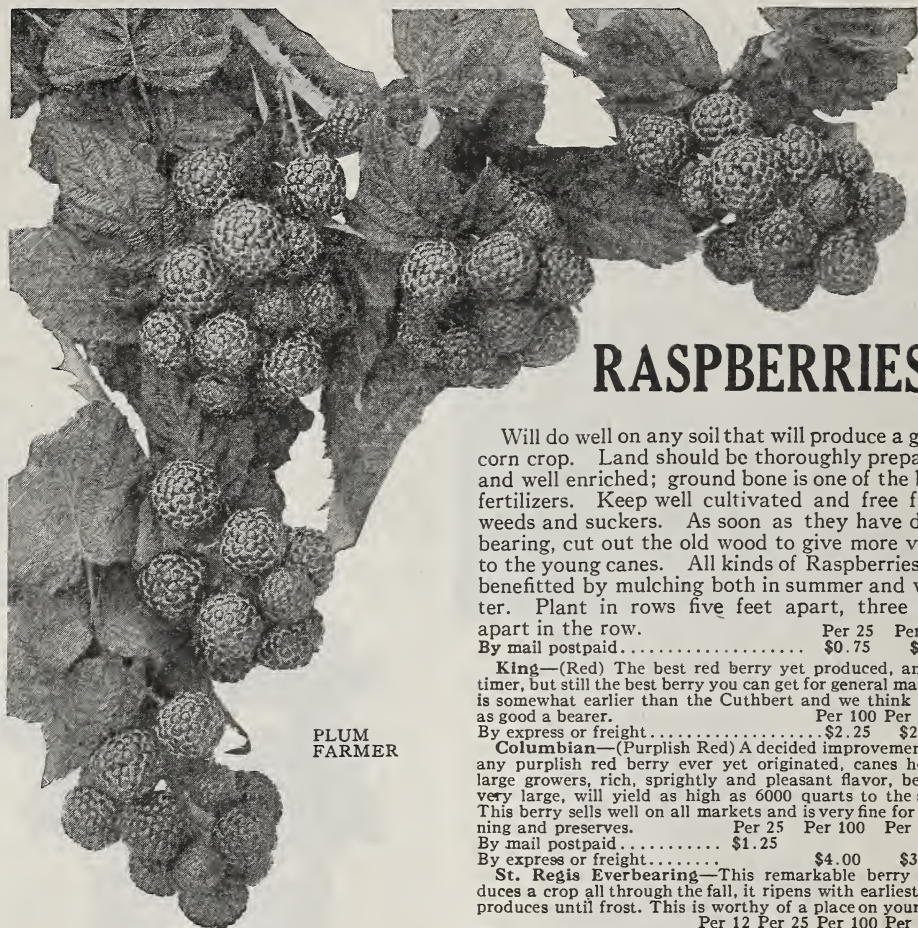 RASPBERRIES
Will do well on any soil that will produce a g
corn crop. Land should be thoroughly prepa
and well enriched; ground bone is one of the
fertilizers. Keep well cultivated and free f
weeds and suckers. As soon as they have d
bearing, cut out the old wood to give more v
to the young canes. All kinds of Raspberries
benefitted by mulching both in summer and w
ter. Plant in rows five feet apart, three
apart in the row. Per 25 Per
By mail postpaid.................... $0.75 $
King—(Red) The best red berry yet produced, an
timer, but still the best berry you can get for general ma
is somewhat earlier than the Cuthbert and we think
as good a bearer. Per 100 Per
By express or freight.................... $2.25 $2
Columbian—(Purplish Red) A decided improvemen
any purplish red berry ever yet originated, canes h
large growers, rich, sprightly and pleasant flavor, be
very large, will yield as high as 6000 quarts to the
This berry sells well on all markets and is very fine for
ning and preserves. Per 25 Per 100 Per
By mail postpaid........... $1.25
By express or freight........ $4.00 $3
St. Regis Everbearing—This remarkable berry
duces a crop all through the fall, it ripens with earliest
produces until frost. This is worthy of a place on your
Per 12 Per 25 Per 100 Per
PLUM
FARMER